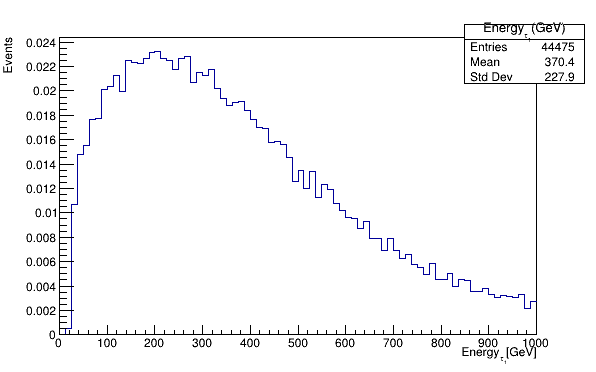 Energy_τ₁(GeV)
Entries 44475
Mean 370.4
Std Dev 227.9
Events
0.024
0.022
0.02
0.018
0.016
0.014
0.012
0.01
0.008
0.006
0.004
0.002
0
0 100 200 300 400 500 600 700 800 900 1000
Energy_τ₁[GeV]